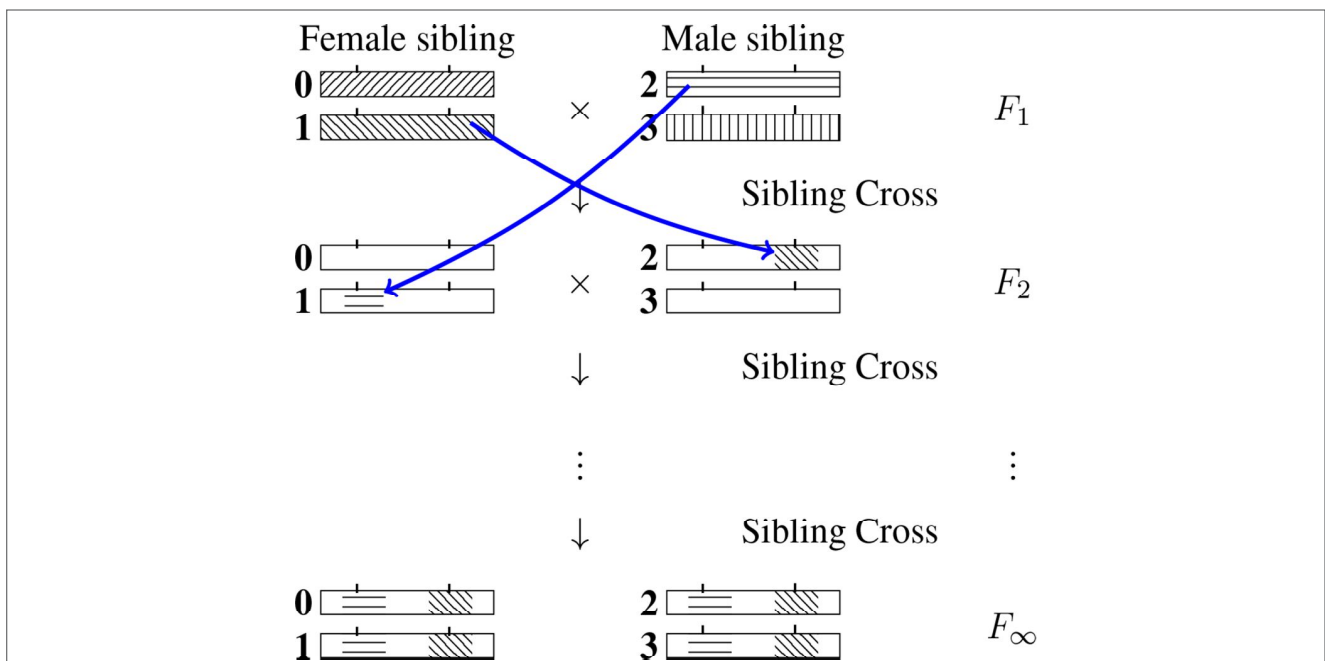 Female sibling Male sibling
0 2
1 × 3 F₁
↓ Sibling Cross
0 2
1 × 3 F₂
↓ Sibling Cross
⋮ ⋮
↓ Sibling Cross
0 2
1 3 F∞